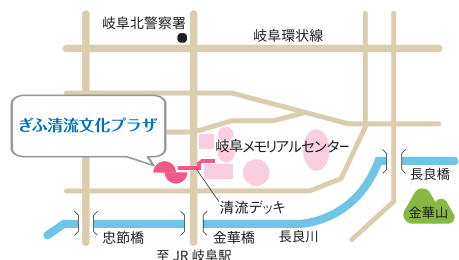 岐阜北警察署
岐阜環状線
ぎふ清流文化プラザ
岐阜メモリアルセンター
長良橋
清流デッキ
金華山
忠節橋
金華橋
長良川
至 JR 岐阜駅